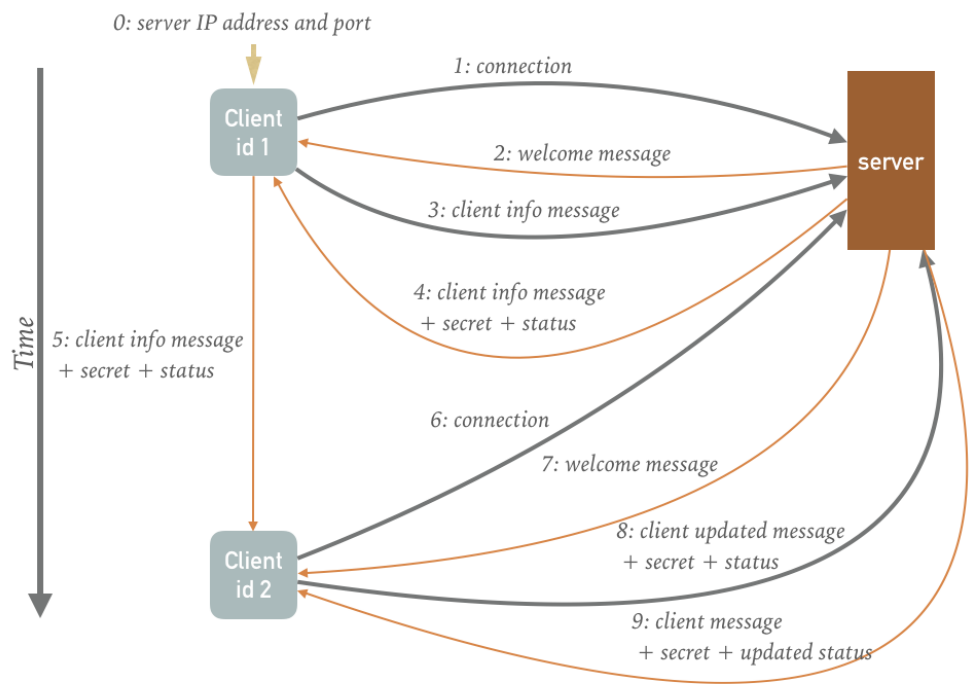 0: server IP address and port
1: connection
Client
id 1
2: welcome message
server
3: client info message
4: client info message
+ secret + status
Time
5: client info message
+ secret + status
6: connection
7: welcome message
8: client updated message
+ secret + status
Client
id 2
9: client message
+ secret + updated status